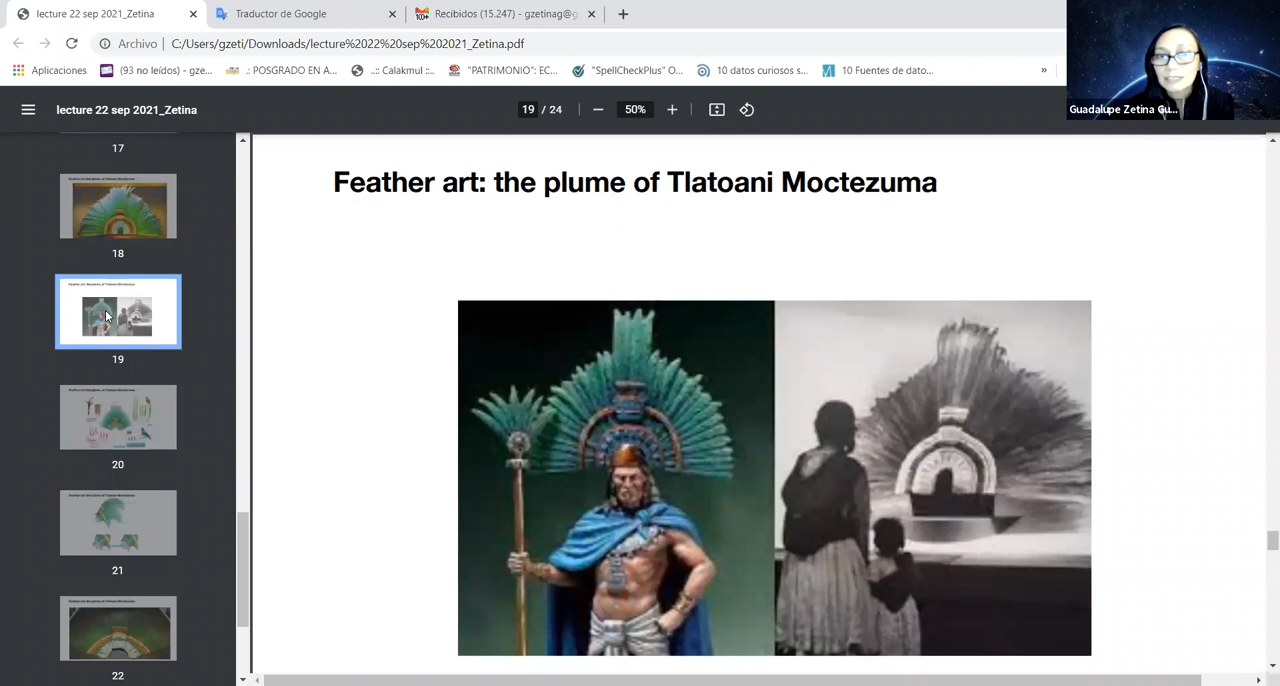 lecture 22 sep 2021_Zetina
Traductor de Google
Recibidos (15.247) - gzetinag@g
Archivo
C:/Users/gzeti/Downloads/lecture%2022%20sep%202021_Zetina.pdf
Aplicaciones
(93 no leídos) - gze...
.: POSGRADO EN A...
..:: Calakmul ::..
"PATRIMONIO": EC...
"SpellCheckPlus" O...
10 datos curiosos s...
10 Fuentes de dato...
»
Guadalupe Zetina Gu...
lecture 22 sep 2021_Zetina
19 / 24
50%
17
18
19
20
21
22
Feather art: the plume of Tlatoani Moctezuma